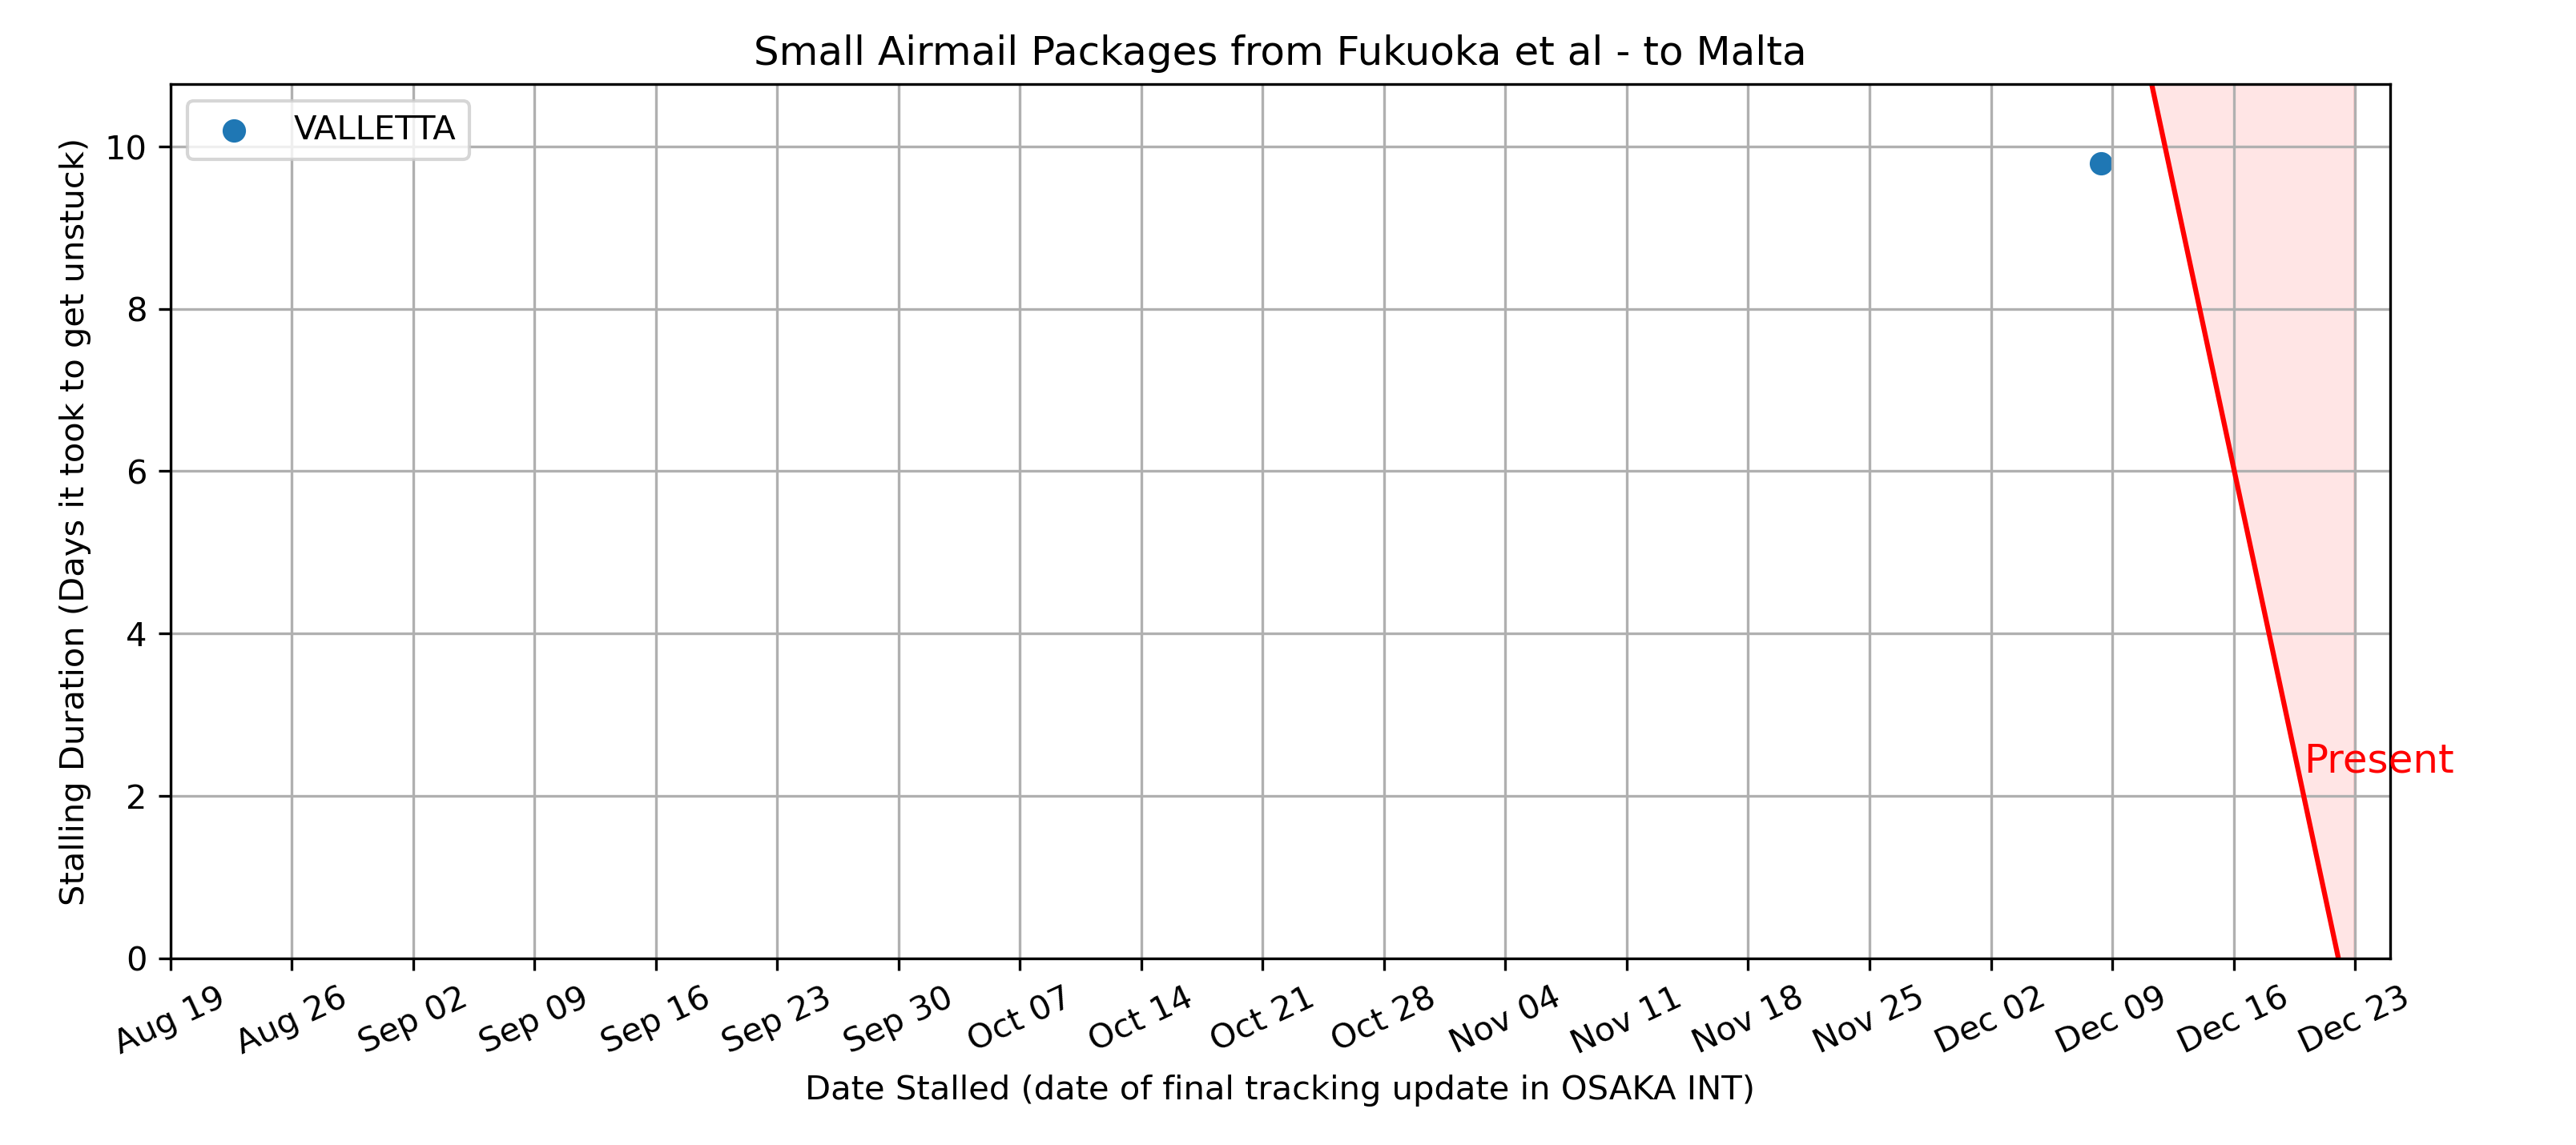 Small Airmail Packages from Fukuoka et al - to Malta
VALLETTA
Stalling Duration (Days it took to get unstuck)
10
8
6
4
2
0
Present
Aug 19
Aug 26
Sep 02
Sep 09
Sep 16
Sep 23
Sep 30
Oct 07
Oct 14
Oct 21
Oct 28
Nov 04
Nov 11
Nov 18
Nov 25
Dec 02
Dec 09
Dec 16
Dec 23
Date Stalled (date of final tracking update in OSAKA INT)